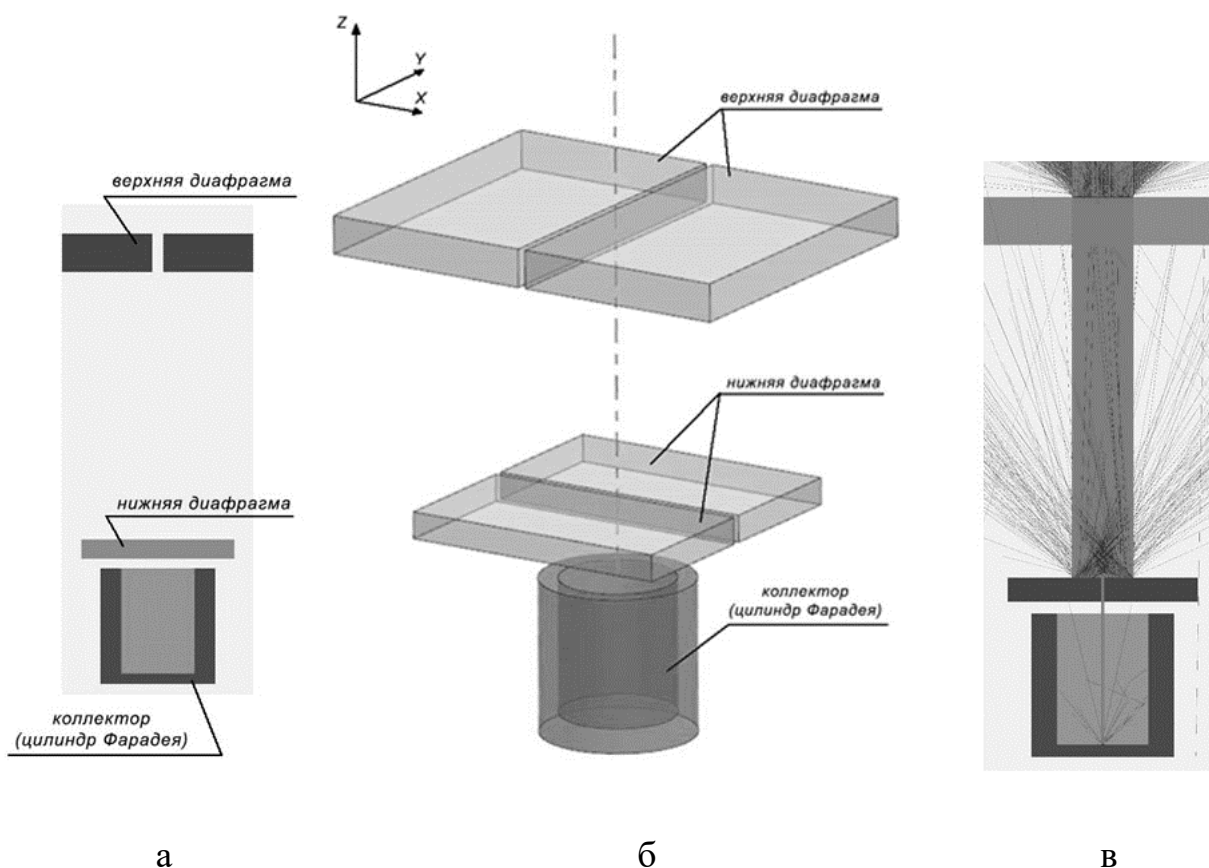 верхняя диафрагма
нижняя диафрагма
коллектор
(цилиндр Фарадея)
а
Z
Y
X
верхняя диафрагма
нижняя диафрагма
коллектор
(цилиндр Фарадея)
б
в